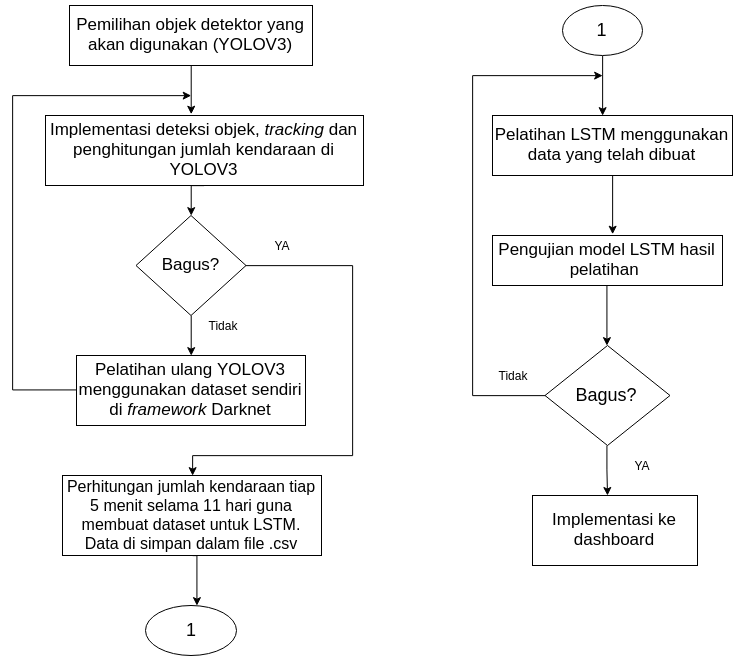 Pemilihan objek detektor yang
akan digunakan (YOLOV3)
Implementasi deteksi objek, tracking dan
penghitungan jumlah kendaraan di
YOLOV3
Bagus?
YA
Tidak
Pelatihan ulang YOLOV3
menggunakan dataset sendiri
di framework Darknet
Perhitungan jumlah kendaraan tiap
5 menit selama 11 hari guna
membuat dataset untuk LSTM.
Data di simpan dalam file .csv
1
1
Pelatihan LSTM menggunakan
data yang telah dibuat
Pengujian model LSTM hasil
pelatihan
Tidak
Bagus?
YA
Implementasi ke
dashboard